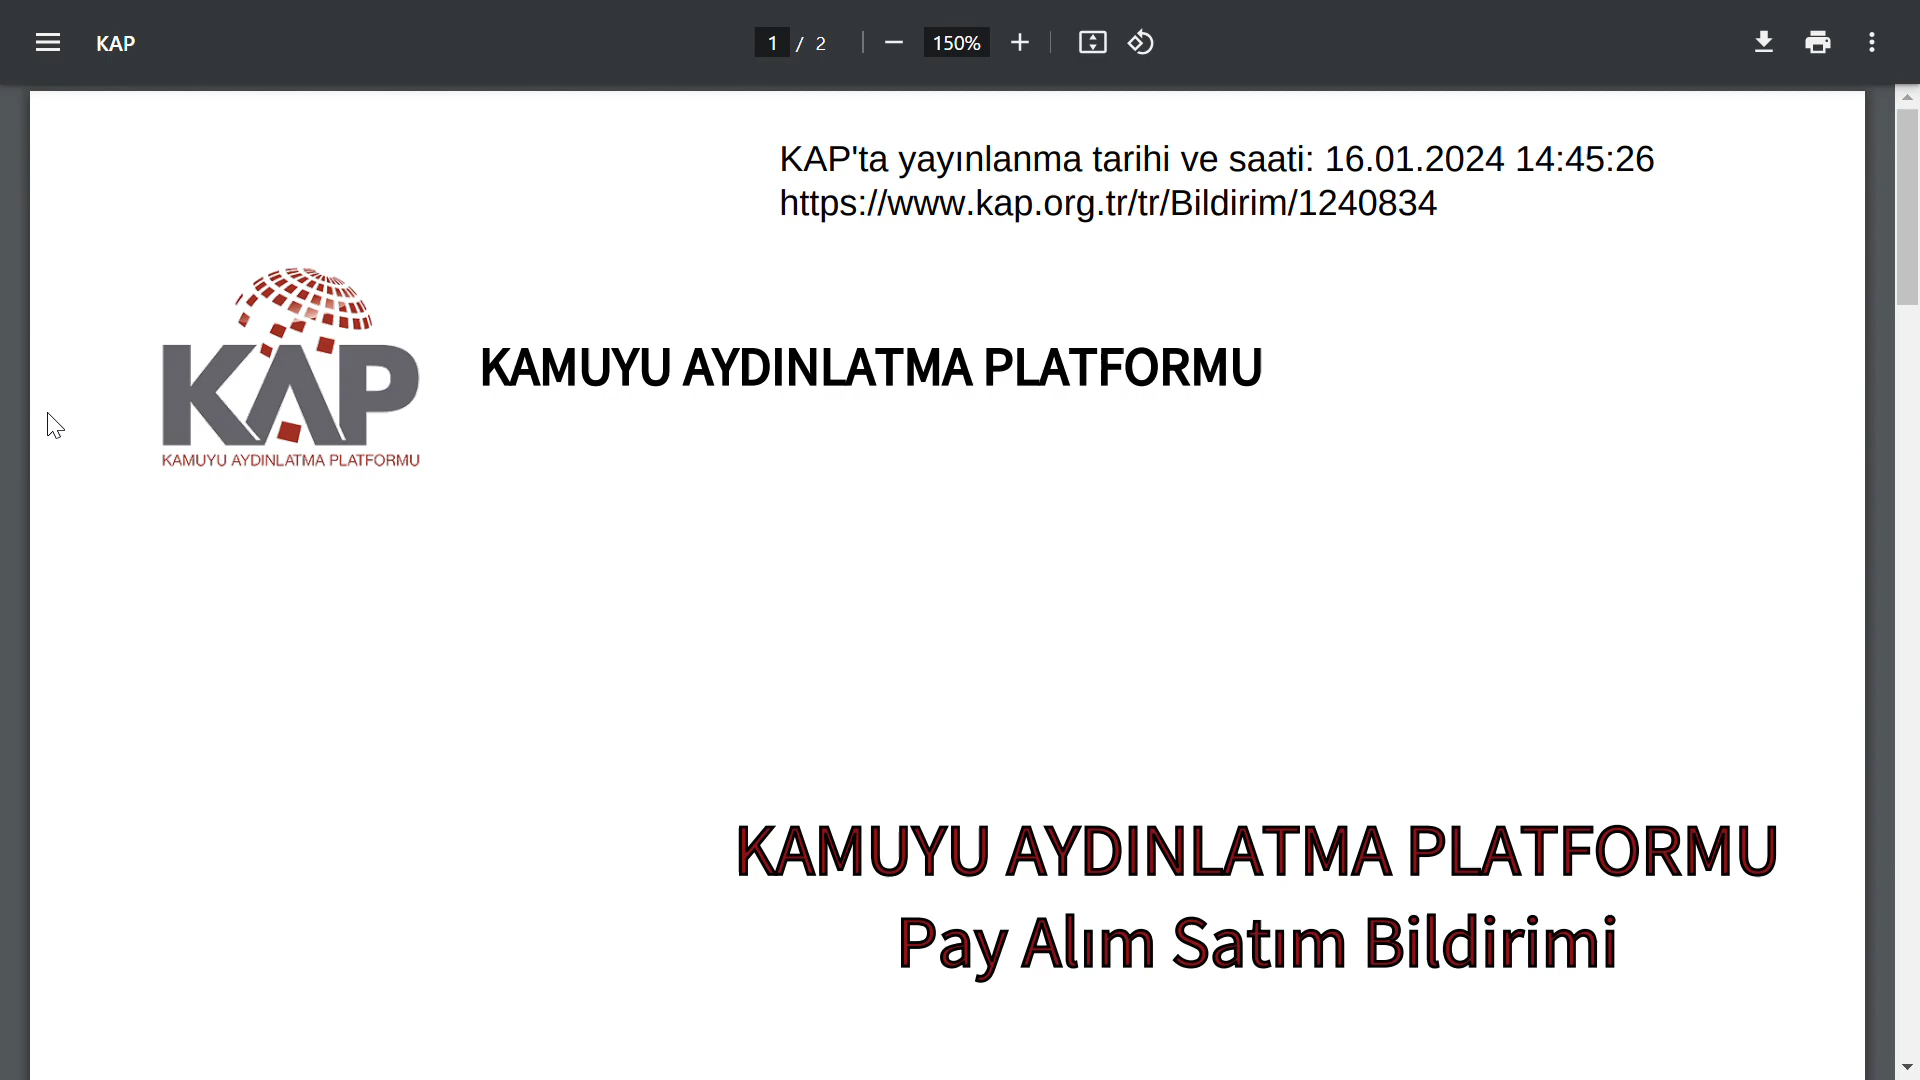 KAP
1 / 2
150%
KAP'ta yayınlanma tarihi ve saati: 16.01.2024 14:45:26
https://www.kap.org.tr/tr/Bildirim/1240834
KAP
KAMUYU AYDINLATMA PLATFORMU
KAMUYU AYDINLATMA PLATFORMU
KAMUYU AYDINLATMA PLATFORMU
Pay Alım Satım Bildirimi